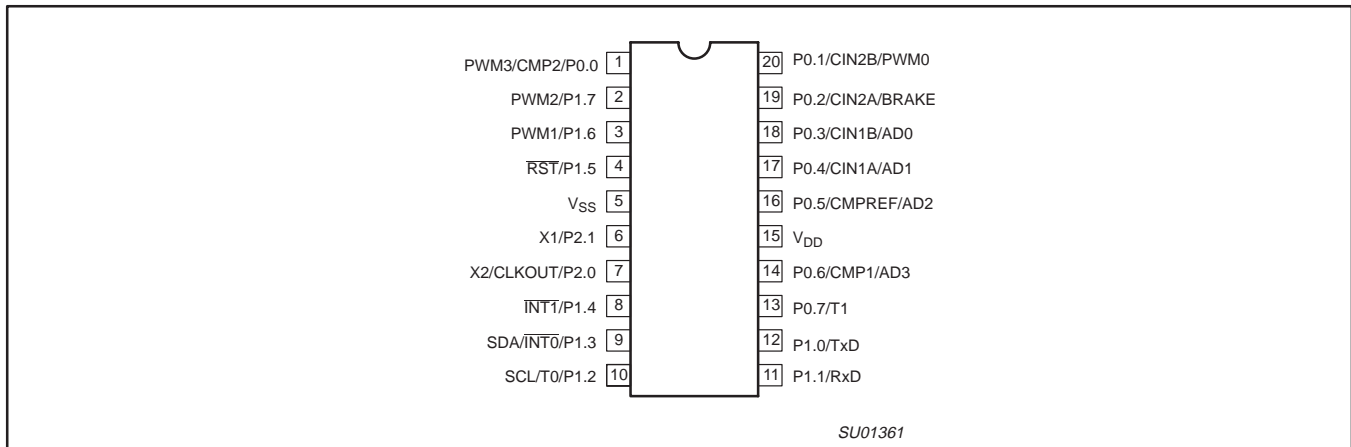 PWM3/CMP2/P0.0 1 20 P0.1/CIN2B/PWM0
PWM2/P1.7 2 19 P0.2/CIN2A/BRAKE
PWM1/P1.6 3 18 P0.3/CIN1B/AD0
R̅S̅T̅/P1.5 4 17 P0.4/CIN1A/AD1
VSS 5 16 P0.5/CMPREF/AD2
X1/P2.1 6 15 VDD
X2/CLKOUT/P2.0 7 14 P0.6/CMP1/AD3
I̅N̅T̅1̅/P1.4 8 13 P0.7/T1
SDA/I̅N̅T̅0̅/P1.3 9 12 P1.0/TxD
SCL/T0/P1.2 10 11 P1.1/RxD
SU01361